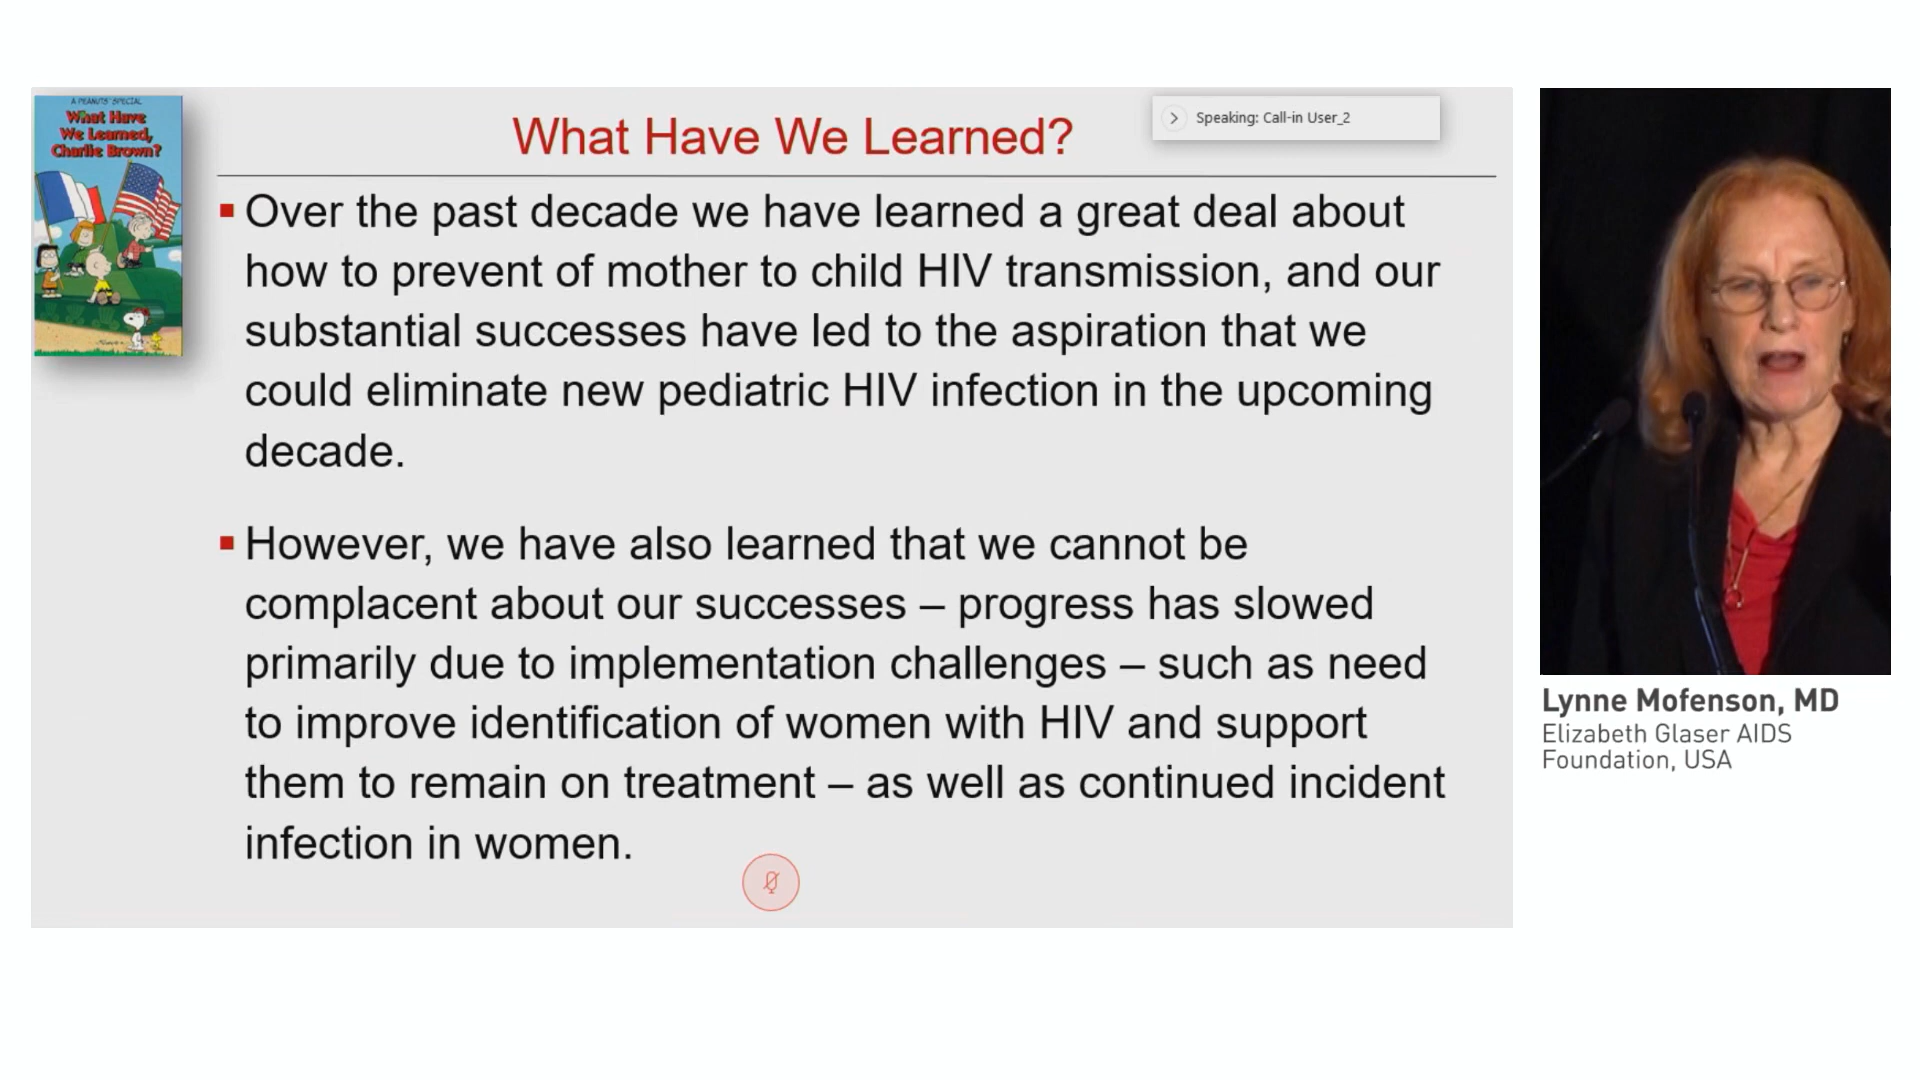 A PEANUTS SPECIAL
What Have
We Learned,
Charlie Brown?
What Have We Learned?
Speaking: Call-in User_2
Over the past decade we have learned a great deal about
how to prevent of mother to child HIV transmission, and our
substantial successes have led to the aspiration that we
could eliminate new pediatric HIV infection in the upcoming
decade.
However, we have also learned that we cannot be
complacent about our successes – progress has slowed
primarily due to implementation challenges – such as need
to improve identification of women with HIV and support
them to remain on treatment – as well as continued incident
infection in women.
Lynne Mofenson, MD
Elizabeth Glaser AIDS
Foundation, USA